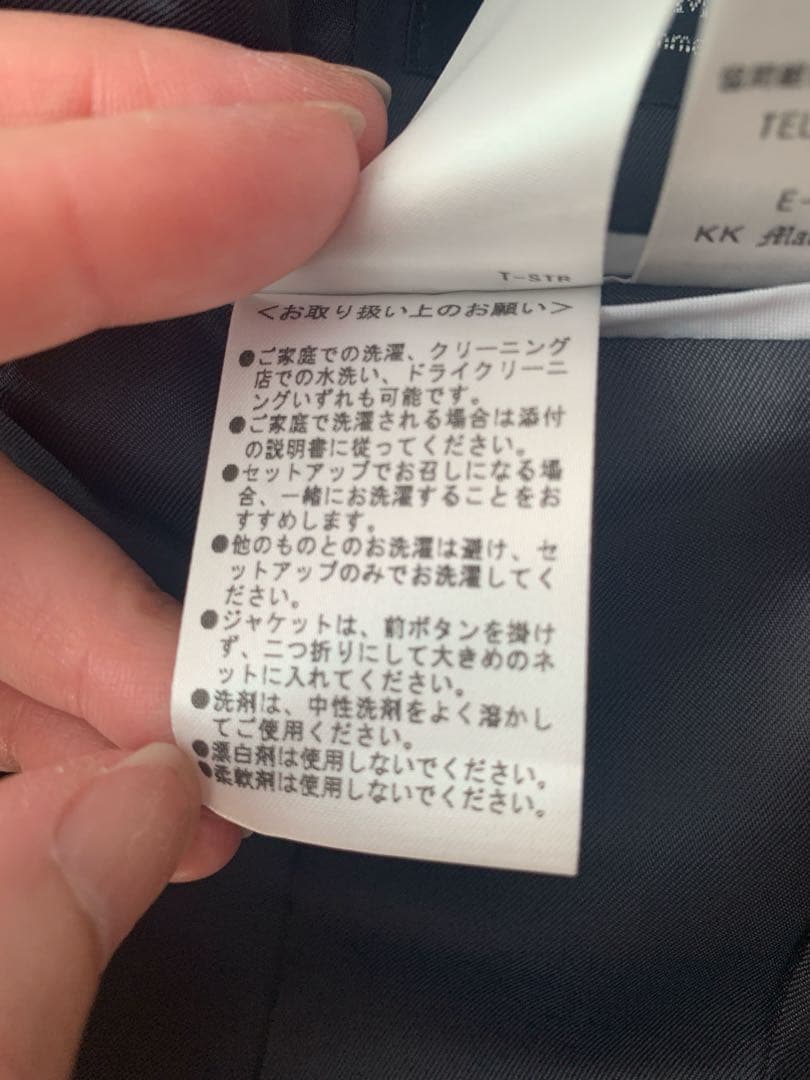 協同組
TEL
E-
KK Mat
T-STR
<お取り扱い上のお願い>
●ご家庭での洗濯、クリーニング
店での水洗い、ドライクリーニ
ングいずれも可能です。
●ご家庭で洗濯される場合は添付
の説明書に従ってください。
●セットアップでお召しになる場
合、一緒にお洗濯することをお
すすめします。
●他のものとのお洗濯は避け、セ
ットアップのみでお洗濯してく
ださい。
●ジャケットは、前ボタンを掛け
ず、二つ折りにして大きめのネ
ットに入れてください。
●洗剤は、中性洗剤をよく溶かし
てご使用ください。
●漂白剤は使用しないでください。
●柔軟剤は使用しないでください。